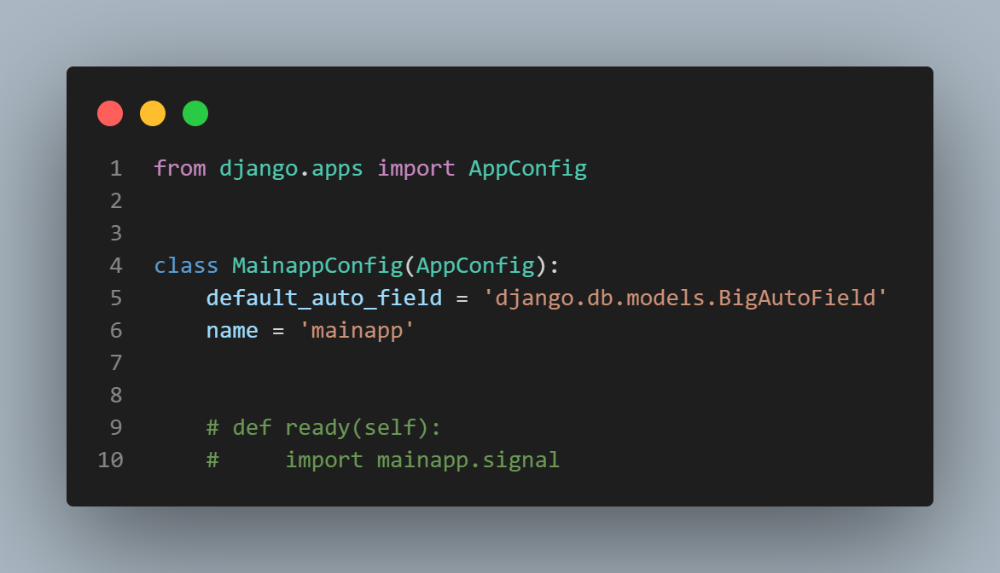 1 from django.apps import AppConfig
2
3
4 class MainappConfig(AppConfig):
5     default_auto_field = 'django.db.models.BigAutoField'
6     name = 'mainapp'
7
8
9     # def ready(self):
10     #     import mainapp.signal